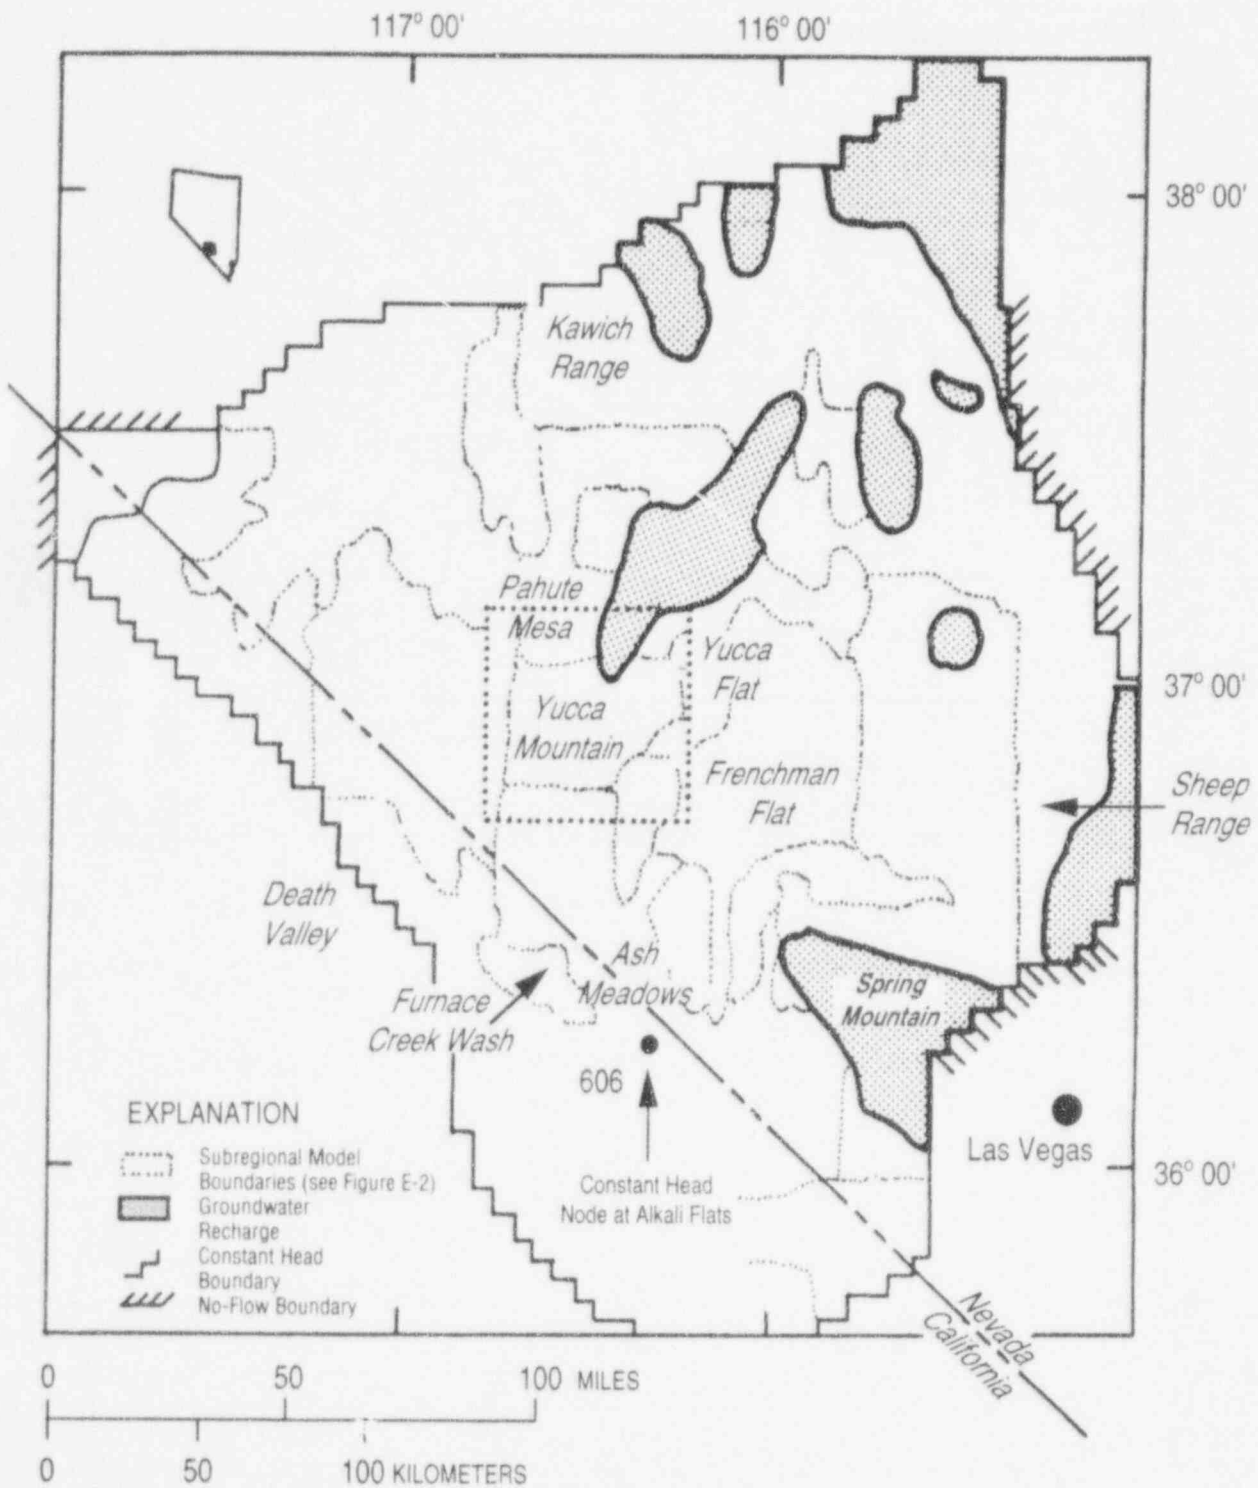 117° 00'
116° 00'
38° 00'
Kawich
Range
Pahute
Mesa
Yucca
Flat
37° 00'
Yucca
Mountain
Frenchman
Flat
Sheep
Range
Death
Valley
Ash
Meadows
Furnace
Creek Wash
Spring
Mountain
606
Las Vegas
Constant Head
Node at Alkali Flats
36° 00'
EXPLANATION
Subregional Model
Boundaries (see Figure E-2)
Groundwater
Recharge
Constant Head
Boundary
No-Flow Boundary
Nevada
California
0 50 100 MILES
0 50 100 KILOMETERS